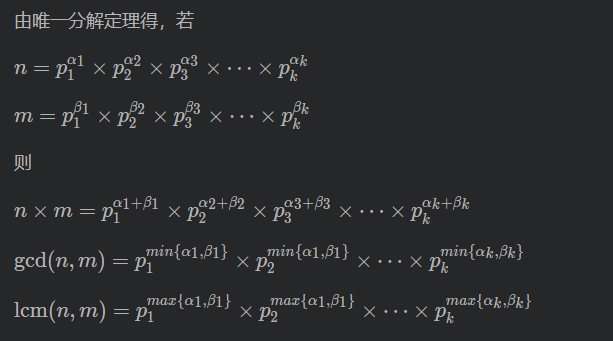 由唯一分解定理得，若
n = p_1^{α1} × p_2^{α2} × p_3^{α3} × ⋯ × p_k^{αk}
m = p_1^{β1} × p_2^{β2} × p_3^{β3} × ⋯ × p_k^{βk}
则
n × m = p_1^{α1+β1} × p_2^{α2+β2} × p_3^{α3+β3} × ⋯ × p_k^{αk+βk}
gcd(n, m) = p_1^{min{α1,β1}} × p_2^{min{α1,β1}} × ⋯ × p_k^{min{αk,βk}}
lcm(n, m) = p_1^{max{α1,β1}} × p_2^{max{α1,β1}} × ⋯ × p_k^{max{αk,βk}}